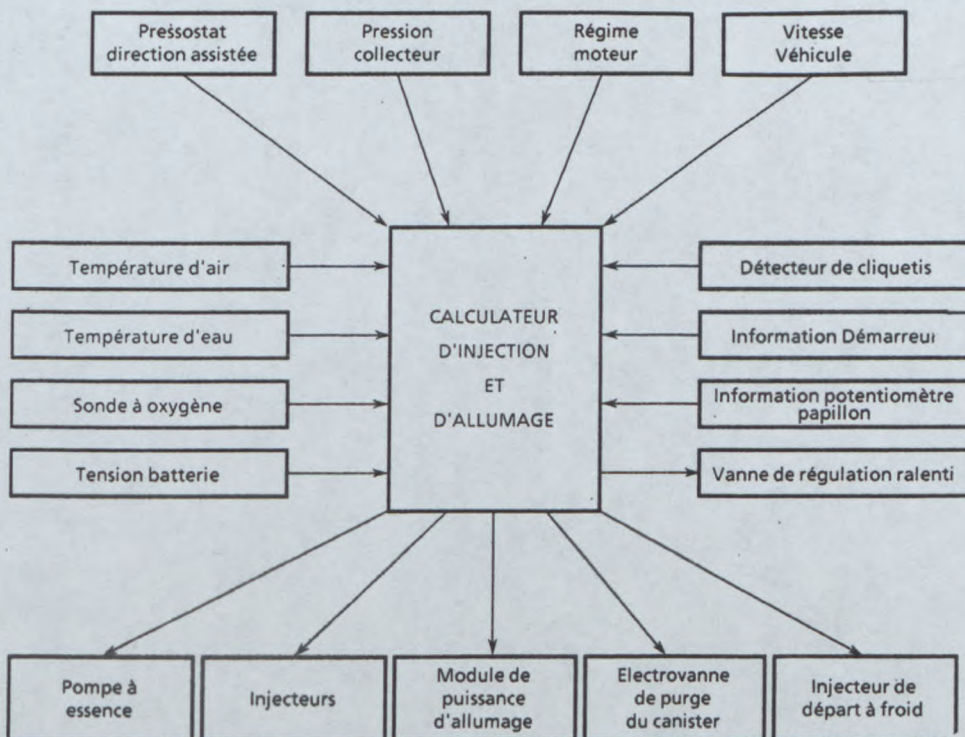 Pressostat
direction assistée
Pression
collecteur
Régime
moteur
Vitesse
Véhicule
Température d'air
Température d'eau
Sonde à oxygène
Tension batterie
CALCULATEUR
D'INJECTION
ET
D'ALLUMAGE
Détecteur de cliquetis
Information Démarreur
Information potentiomètre
papillon
Vanne de régulation ralenti
Pompe à
essence
Injecteurs
Module de
puissance
d'allumage
Electrovanne
de purge
du canister
Injecteur de
départ à froid